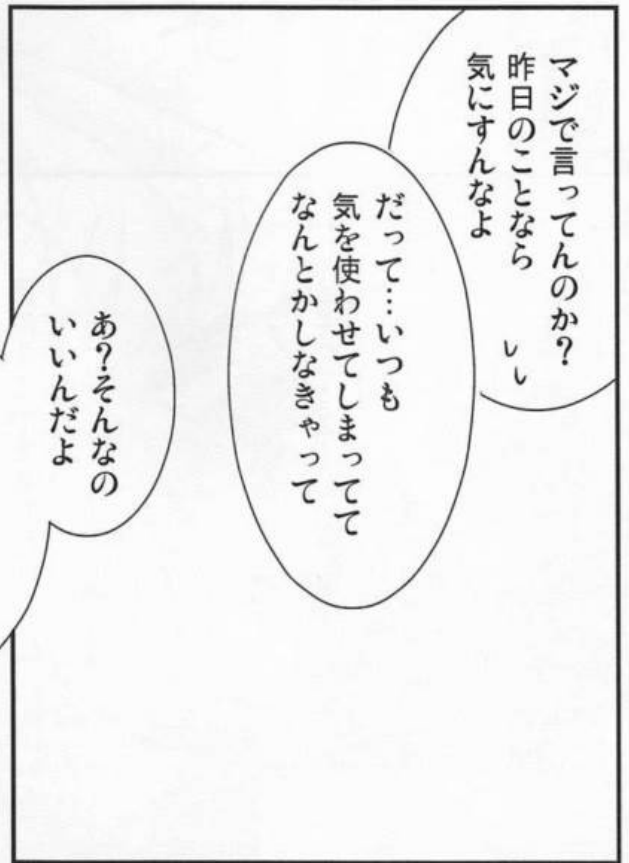 マジで言ってんのか?
昨日のことなら
気にすんなよ
だって…いつも
気を使わせてしまってて
なんとかしなきゃって
あ?そんなの
いいんだよ